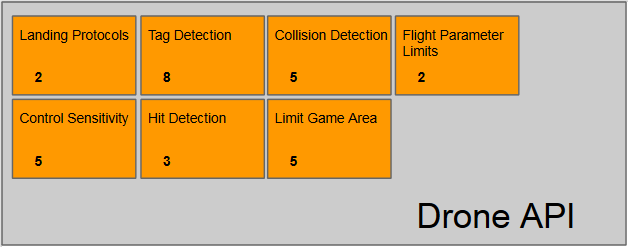 Landing Protocols
2
Tag Detection
8
Collision Detection
5
Flight Parameter
Limits
2
Control Sensitivity
5
Hit Detection
3
Limit Game Area
5
Drone API